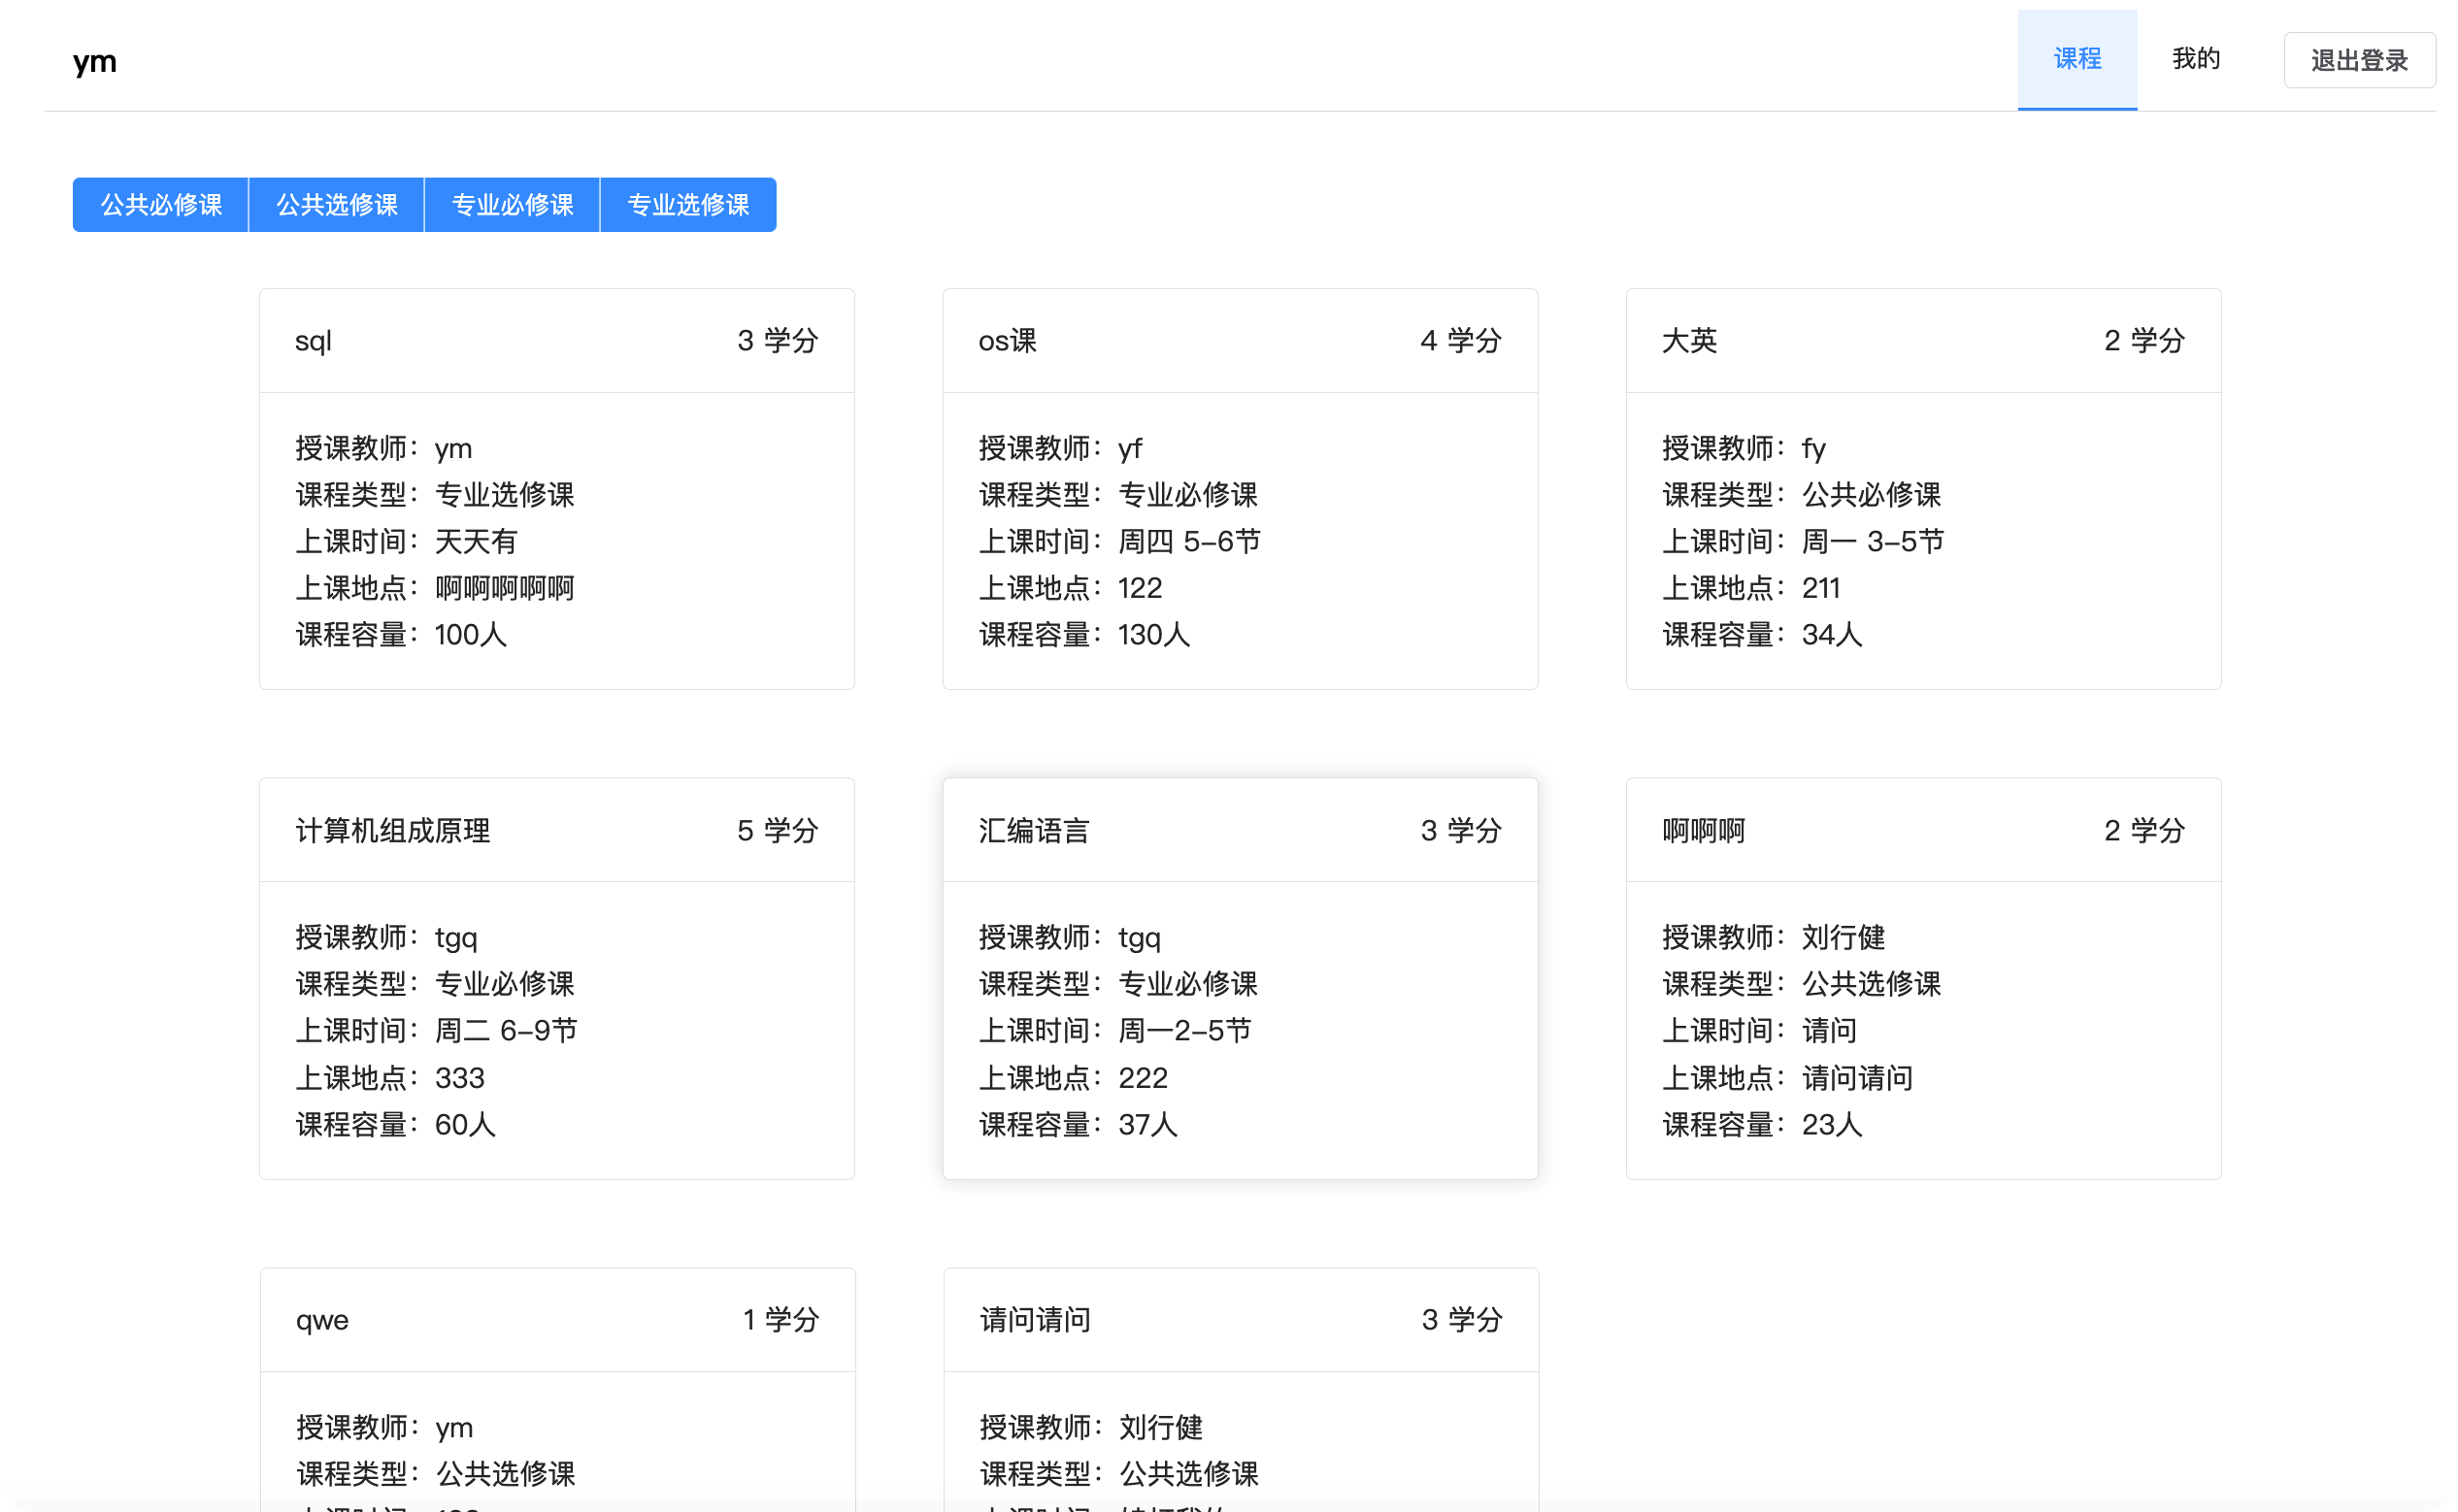 ym
课程 我的 退出登录
公共必修课 公共选修课 专业必修课 专业选修课
sql 3 学分
授课教师：ym
课程类型：专业选修课
上课时间：天天有
上课地点：啊啊啊啊啊
课程容量：100人
os课 4 学分
授课教师：yf
课程类型：专业必修课
上课时间：周四 5-6节
上课地点：122
课程容量：130人
大英 2 学分
授课教师：fy
课程类型：公共必修课
上课时间：周一 3-5节
上课地点：211
课程容量：34人
计算机组成原理 5 学分
授课教师：tgq
课程类型：专业必修课
上课时间：周二 6-9节
上课地点：333
课程容量：60人
汇编语言 3 学分
授课教师：tgq
课程类型：专业必修课
上课时间：周一2-5节
上课地点：222
课程容量：37人
啊啊啊 2 学分
授课教师：刘行健
课程类型：公共选修课
上课时间：请问
上课地点：请问请问
课程容量：23人
qwe 1 学分
授课教师：ym
课程类型：公共选修课
请问请问 3 学分
授课教师：刘行健
课程类型：公共选修课